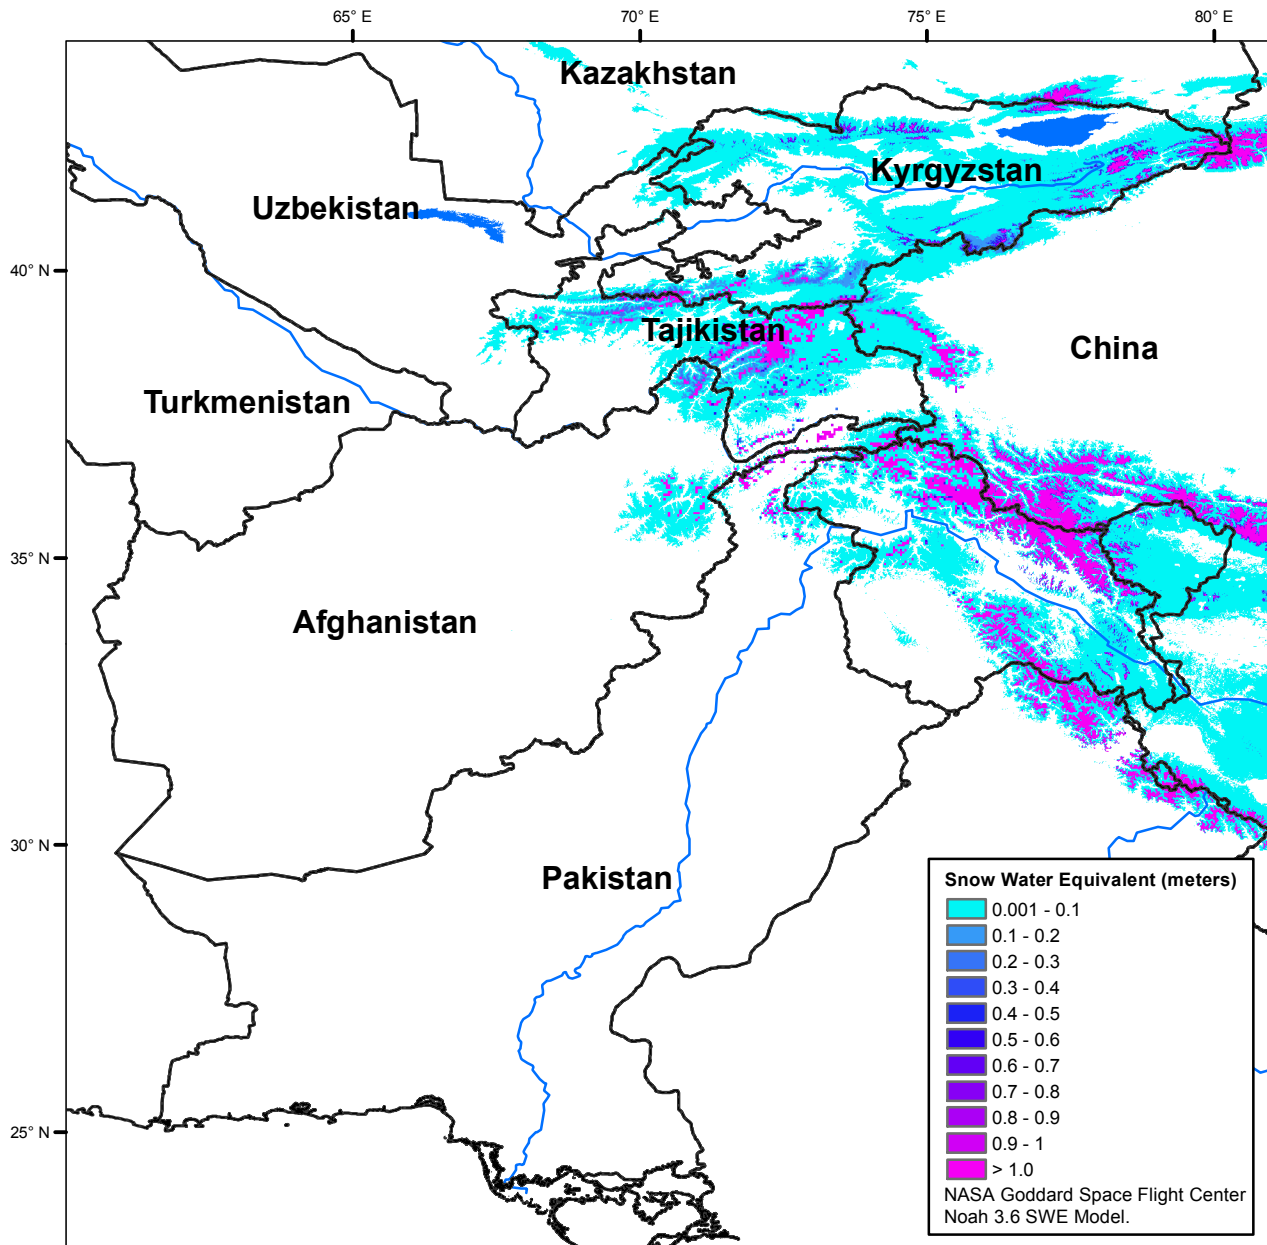 65° E
70° E
75° E
80° E
Kazakhstan
Kyrgyzstan
Uzbekistan
40° N
Tajikistan
China
Turkmenistan
35° N
Afghanistan
30° N
Pakistan
25° N
Snow Water Equivalent (meters)
0.001 - 0.1
0.1 - 0.2
0.2 - 0.3
0.3 - 0.4
0.4 - 0.5
0.5 - 0.6
0.6 - 0.7
0.7 - 0.8
0.8 - 0.9
0.9 - 1
> 1.0
NASA Goddard Space Flight Center
Noah 3.6 SWE Model.